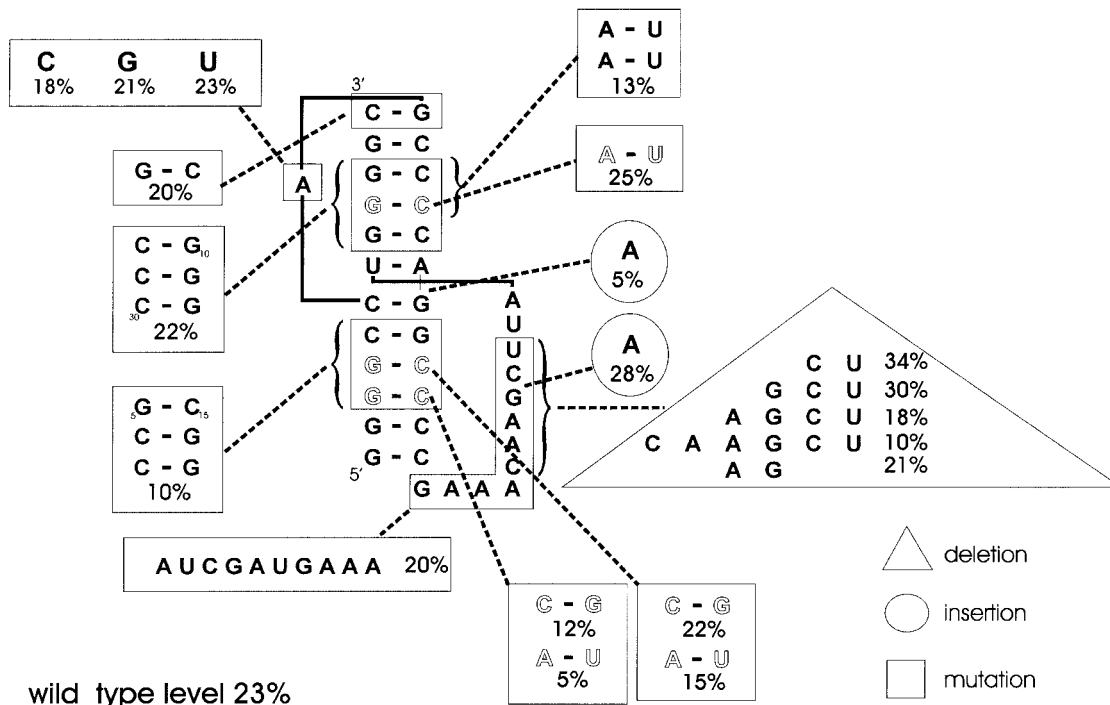 C G U
18% 21% 23%
A - U
A - U
13%
3'
C - G
G C
G - C
20%
A
G - C
G - C
G - C
A - U
25%
C - G10
C - G
30C - G
22%
U - A
C - G
A
5%
A
28%
C - G
G - C
G - C
G C
G C
5'
5G - C15
C - G
C - G
10%
A
U
U
C
G
A
A
C
A
G A A A
C U 34%
G C U 30%
A G C U 18%
C A A G C U 10%
A G 21%
A U C G A U G A A A 20%
C - G
12%
A - U
5%
C - G
22%
A - U
15%
deletion
insertion
mutation
wild type level 23%